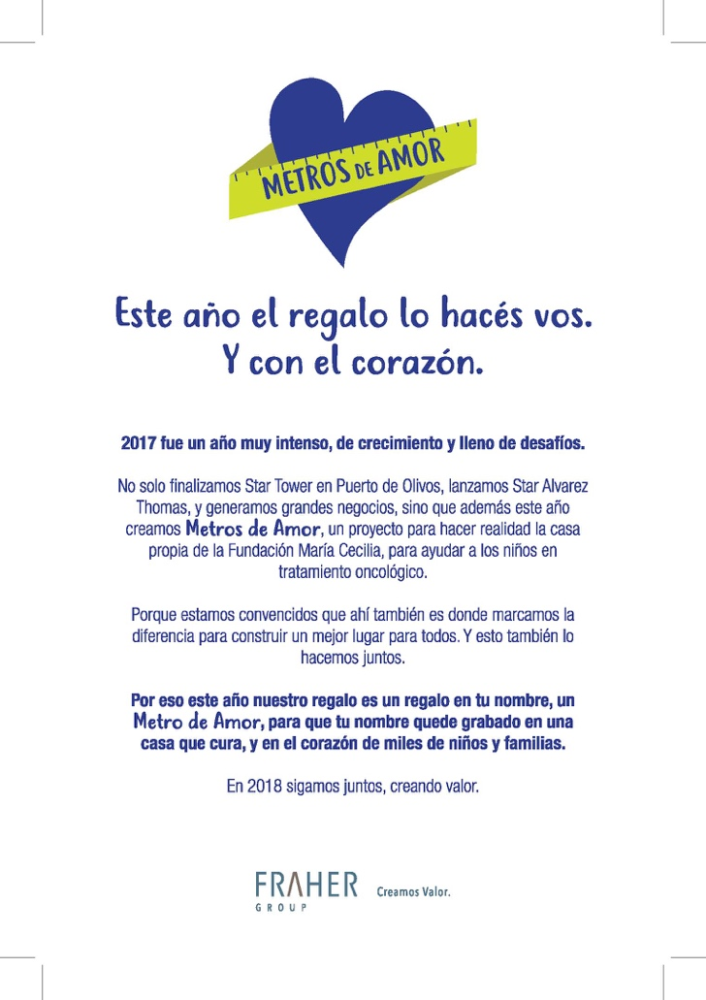 METROS DE AMOR
Este año el regalo lo hacés vos.
Y con el corazón.
2017 fue un año muy intenso, de crecimiento y lleno de desafíos.
No solo finalizamos Star Tower en Puerto de Olivos, lanzamos Star Alvarez
Thomas, y generamos grandes negocios, sino que además este año
creamos Metros de Amor, un proyecto para hacer realidad la casa
propia de la Fundación María Cecilia, para ayudar a los niños en
tratamiento oncológico.
Porque estamos convencidos que ahí también es donde marcamos la
diferencia para construir un mejor lugar para todos. Y esto también lo
hacemos juntos.
Por eso este año nuestro regalo es un regalo en tu nombre, un
Metro de Amor, para que tu nombre quede grabado en una
casa que cura, y en el corazón de miles de niños y familias.
En 2018 sigamos juntos, creando valor.
FRAHER
GROUP
Creamos Valor.